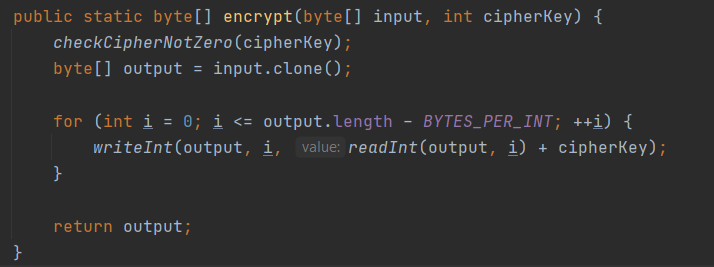 public static byte[] encrypt(byte[] input, int cipherKey) {
    checkCipherNotZero(cipherKey);
    byte[] output = input.clone();

    for (int i = 0; i <= output.length - BYTES_PER_INT; ++i) {
        writeInt(output, i, value: readInt(output, i) + cipherKey);
    }

    return output;
}